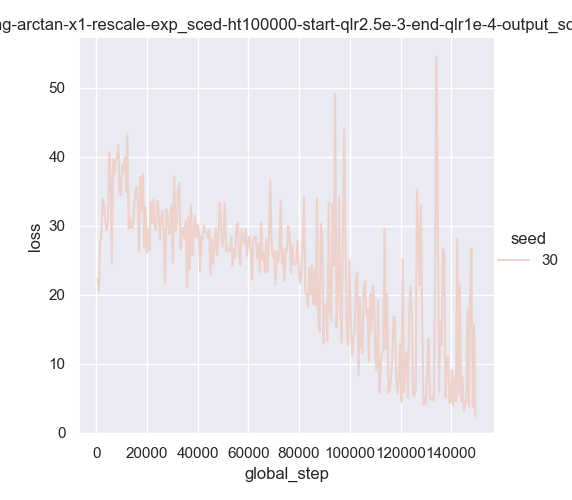 ng-arctan-x1-rescale-exp_sced-ht100000-start-qlr2.5e-3-end-qlr1e-4-output_sc
50
40
30
20
10
0
loss
0 20000 40000 60000 80000 100000 120000 140000
global_step
seed
30